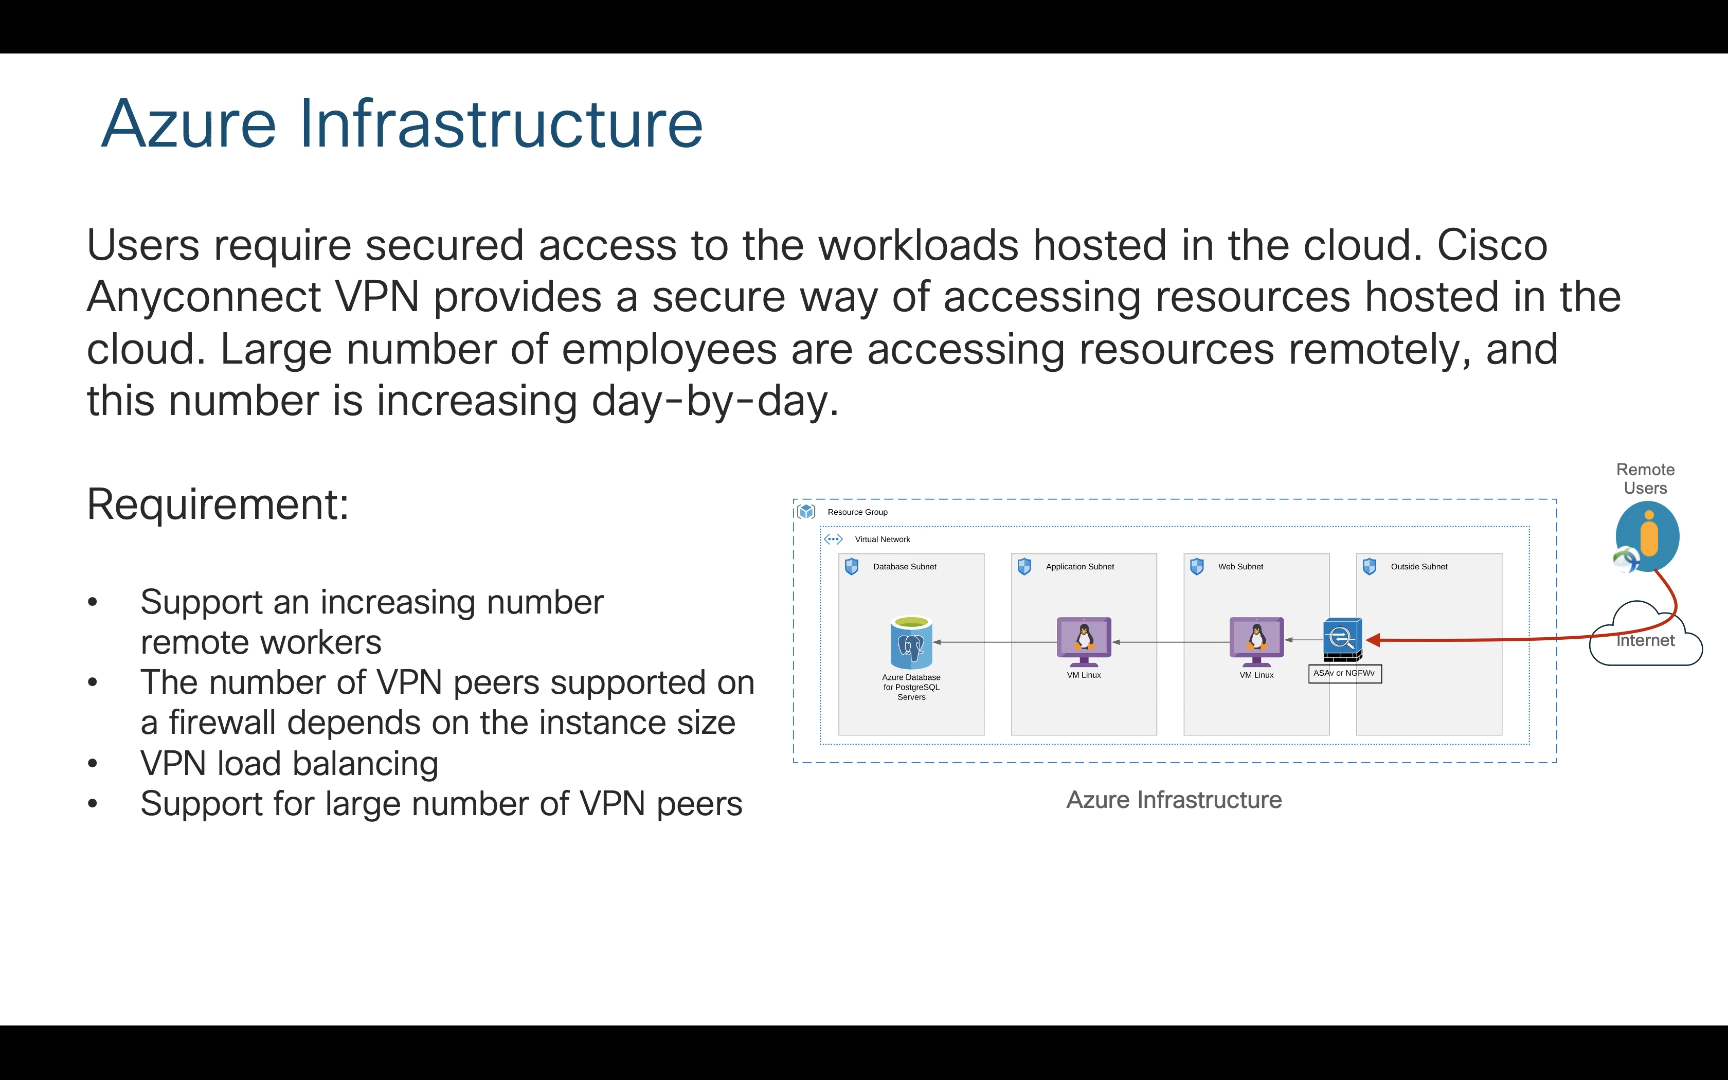 Azure Infrastructure
Users require secured access to the workloads hosted in the cloud. Cisco
Anyconnect VPN provides a secure way of accessing resources hosted in the
cloud. Large number of employees are accessing resources remotely, and
this number is increasing day-by-day.
Requirement:
• Support an increasing number
remote workers
• The number of VPN peers supported on
a firewall depends on the instance size
• VPN load balancing
• Support for large number of VPN peers
Remote
Users
Internet
Resource Group
Virtual Network
Database Subnet
Application Subnet
Web Subnet
Outside Subnet
Azure Database
for PostgreSQL
Servers
VM Linux
VM Linux
ASAv or NGFWv
Azure Infrastructure